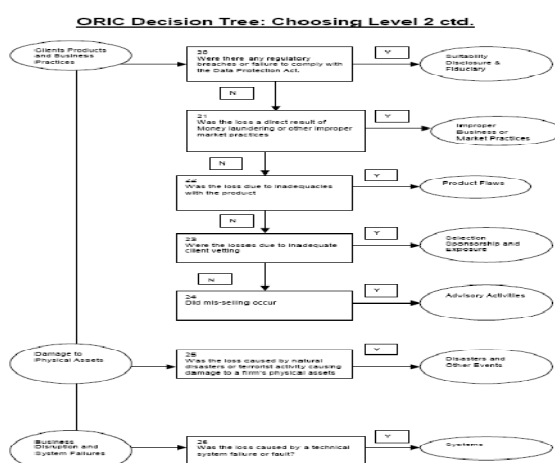 ORIC Decision Tree: Choosing Level 2 ctd.
Clients Products
and Business
Practices
Were there any regulatory
breaches or failure to comply with
the Data Protection Act.
Y
Suitability
Disclosure &
Fiduciary
N
21
Was the loss a direct result of
Money laundering or other improper
market practices
Y
Improper
Business or
Market Practices
N
22
Was the loss due to inadequacies
with the product
Y
Product Flaws
N
23
Were the losses due to inadequate
client vetting
Y
Selection
Sponsorship and
Exposure
N
24
Did mis-selling occur
Y
Advisory Activities
Damage to
Physical Assets
25
Was the loss caused by natural
disasters or terrorist activity causing
damage to a firm's physical assets
Y
Disasters and
Other Events
Business
Disruption and
System Failures
26
Was the loss caused by a technical
system failure or fault?
Y
Systems